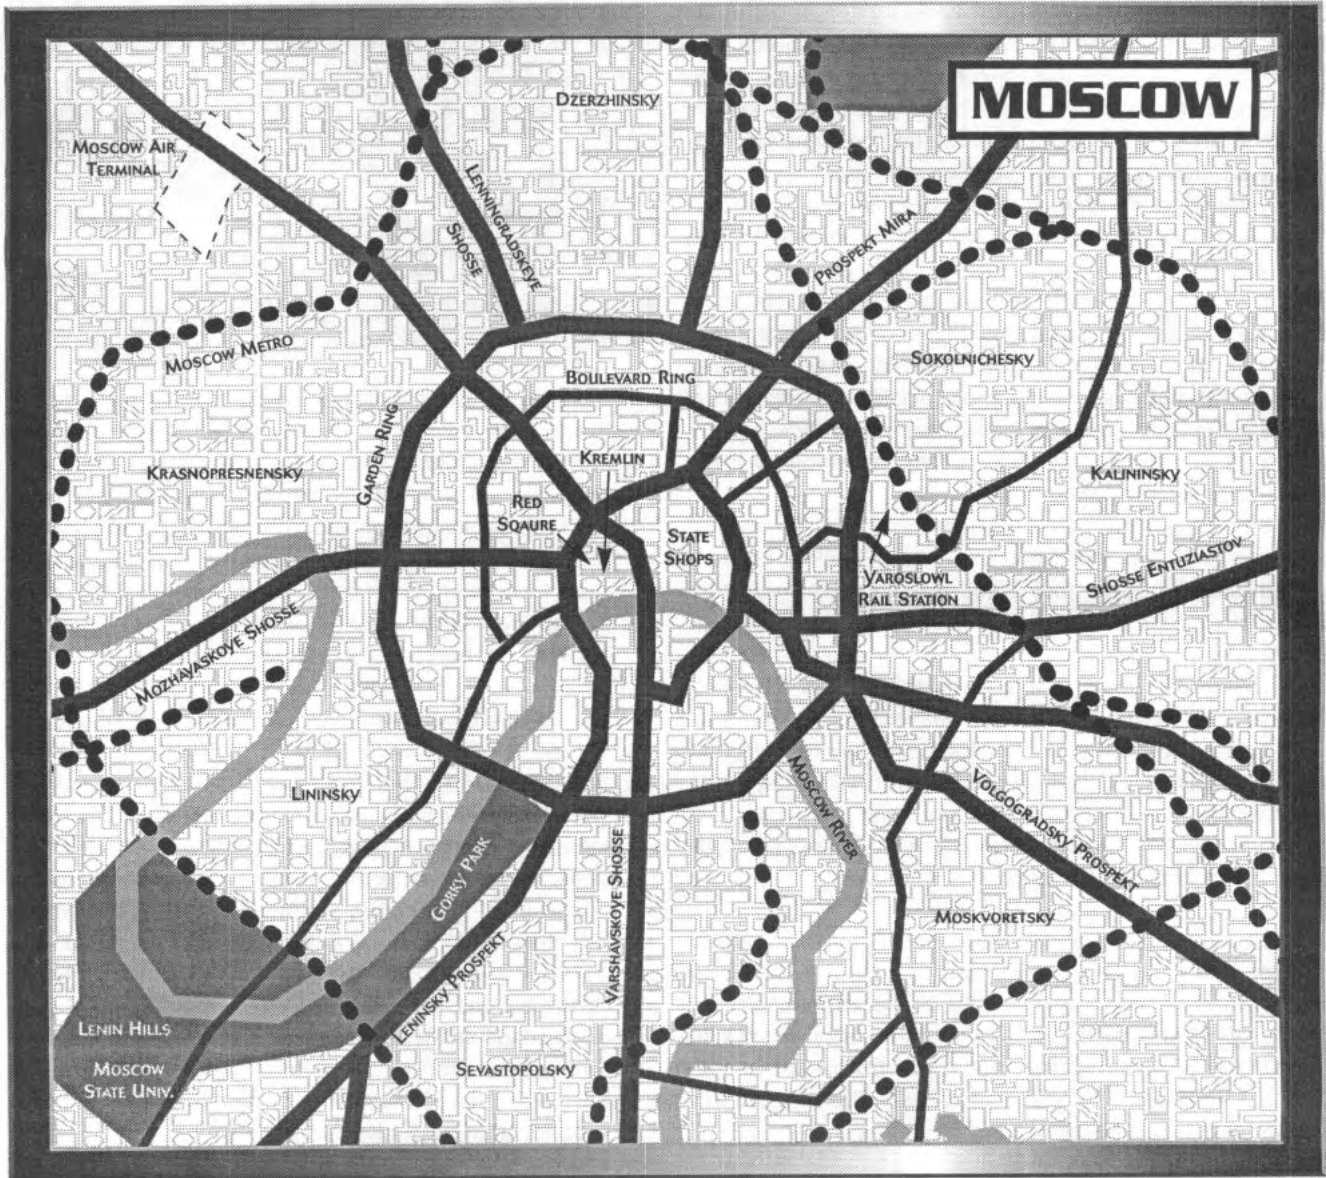 MOSCOW
DZERZHINSKY
MOSCOW AIR
TERMINAL
LENNINGRADSKEYE
SHOSSE
PROSPEKT MIRA
MOSCOW METRO
SOKOLNICHESKY
BOULEVARD RING
GARDEN RING
KREMLIN
KRASNOPRESNENSKY
KALININSKY
RED
SQAURE
STATE
SHOPS
YAROSLOWL
RAIL STATION
SHOSSE ENTUZIASTOV
MOZHAYASKOYE SHOSSE
LININSKY
MOSCOW RIVER
VOLGOGRADSKY PROSPEKT
GORKY PARK
VARSHAVSKOYE SHOSSE
MOSKVORETSKY
LENINSKY PROSPEKT
LENIN HILLS
MOSCOW
STATE UNIV.
SEVASTOPOLSKY